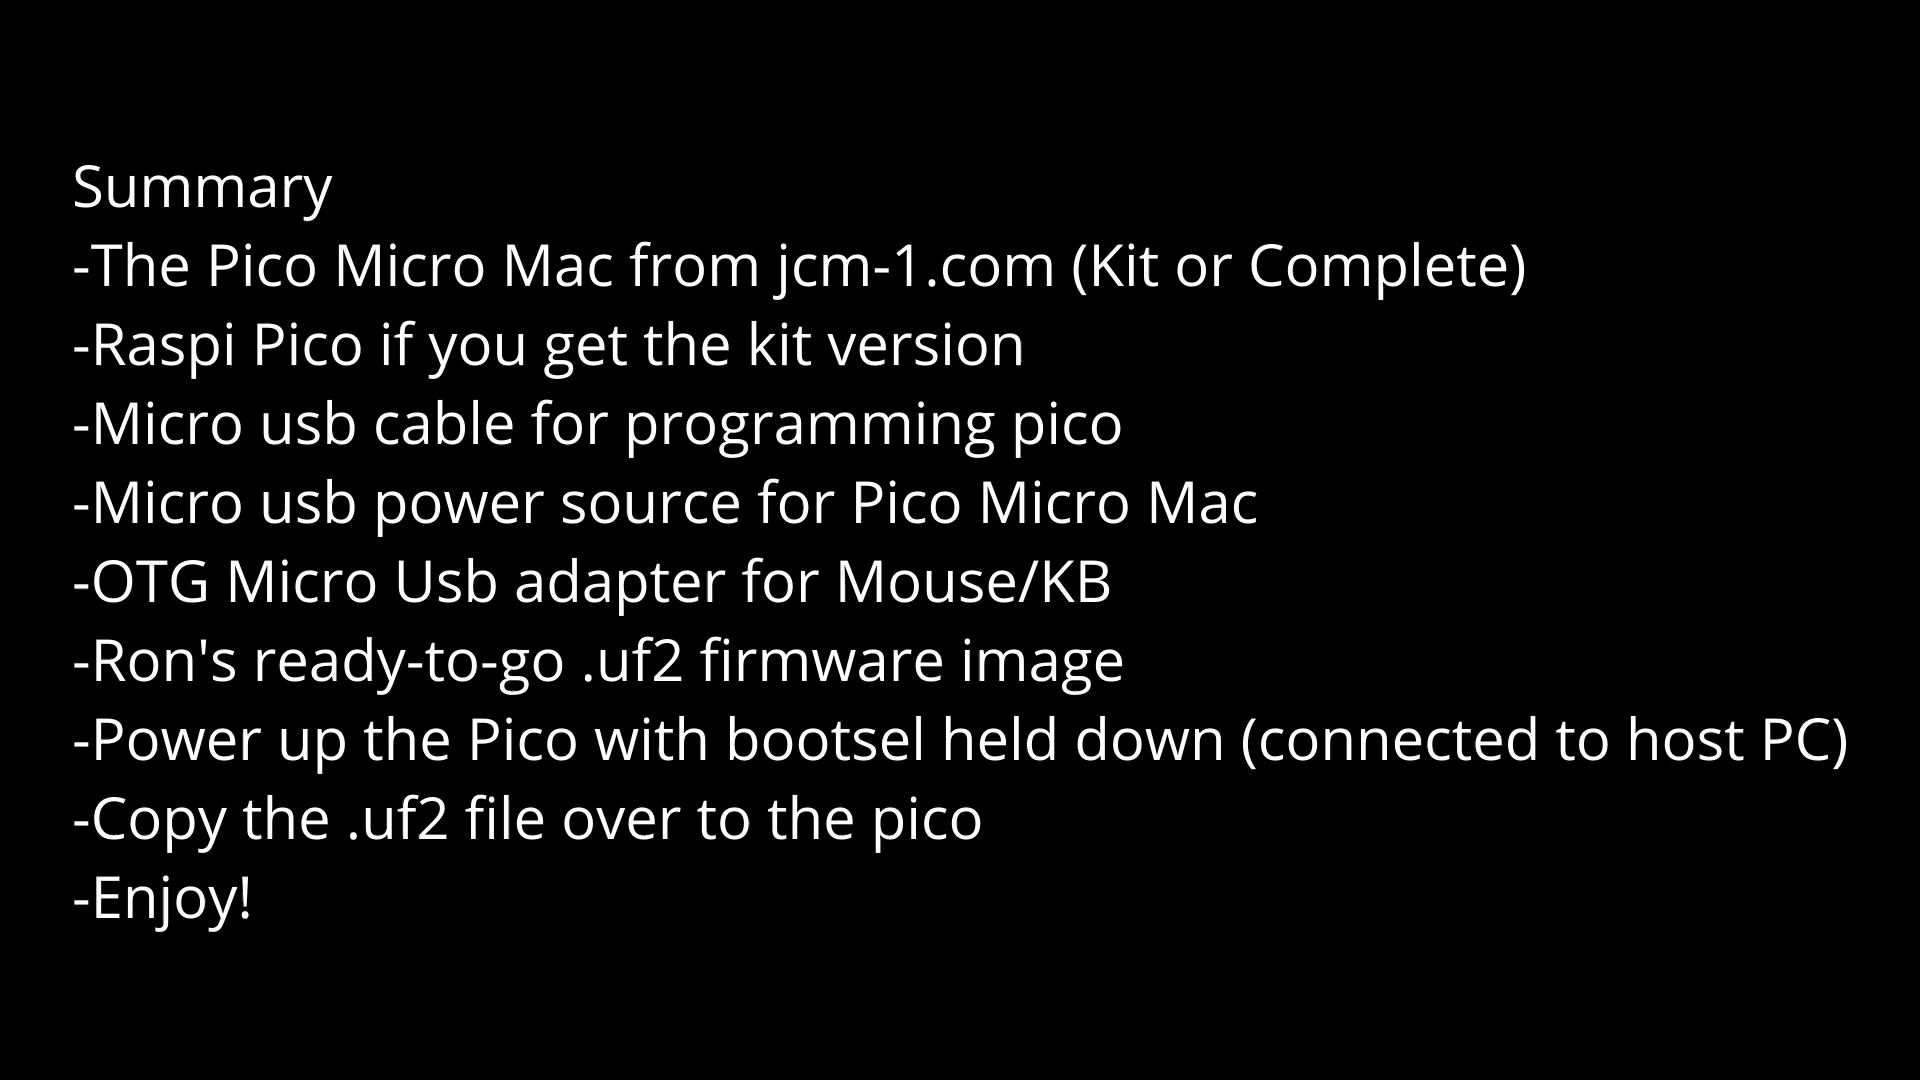 Summary
-The Pico Micro Mac from jcm-1.com (Kit or Complete)
-Raspi Pico if you get the kit version
-Micro usb cable for programming pico
-Micro usb power source for Pico Micro Mac
-OTG Micro Usb adapter for Mouse/KB
-Ron's ready-to-go .uf2 firmware image
-Power up the Pico with bootsel held down (connected to host PC)
-Copy the .uf2 file over to the pico
-Enjoy!